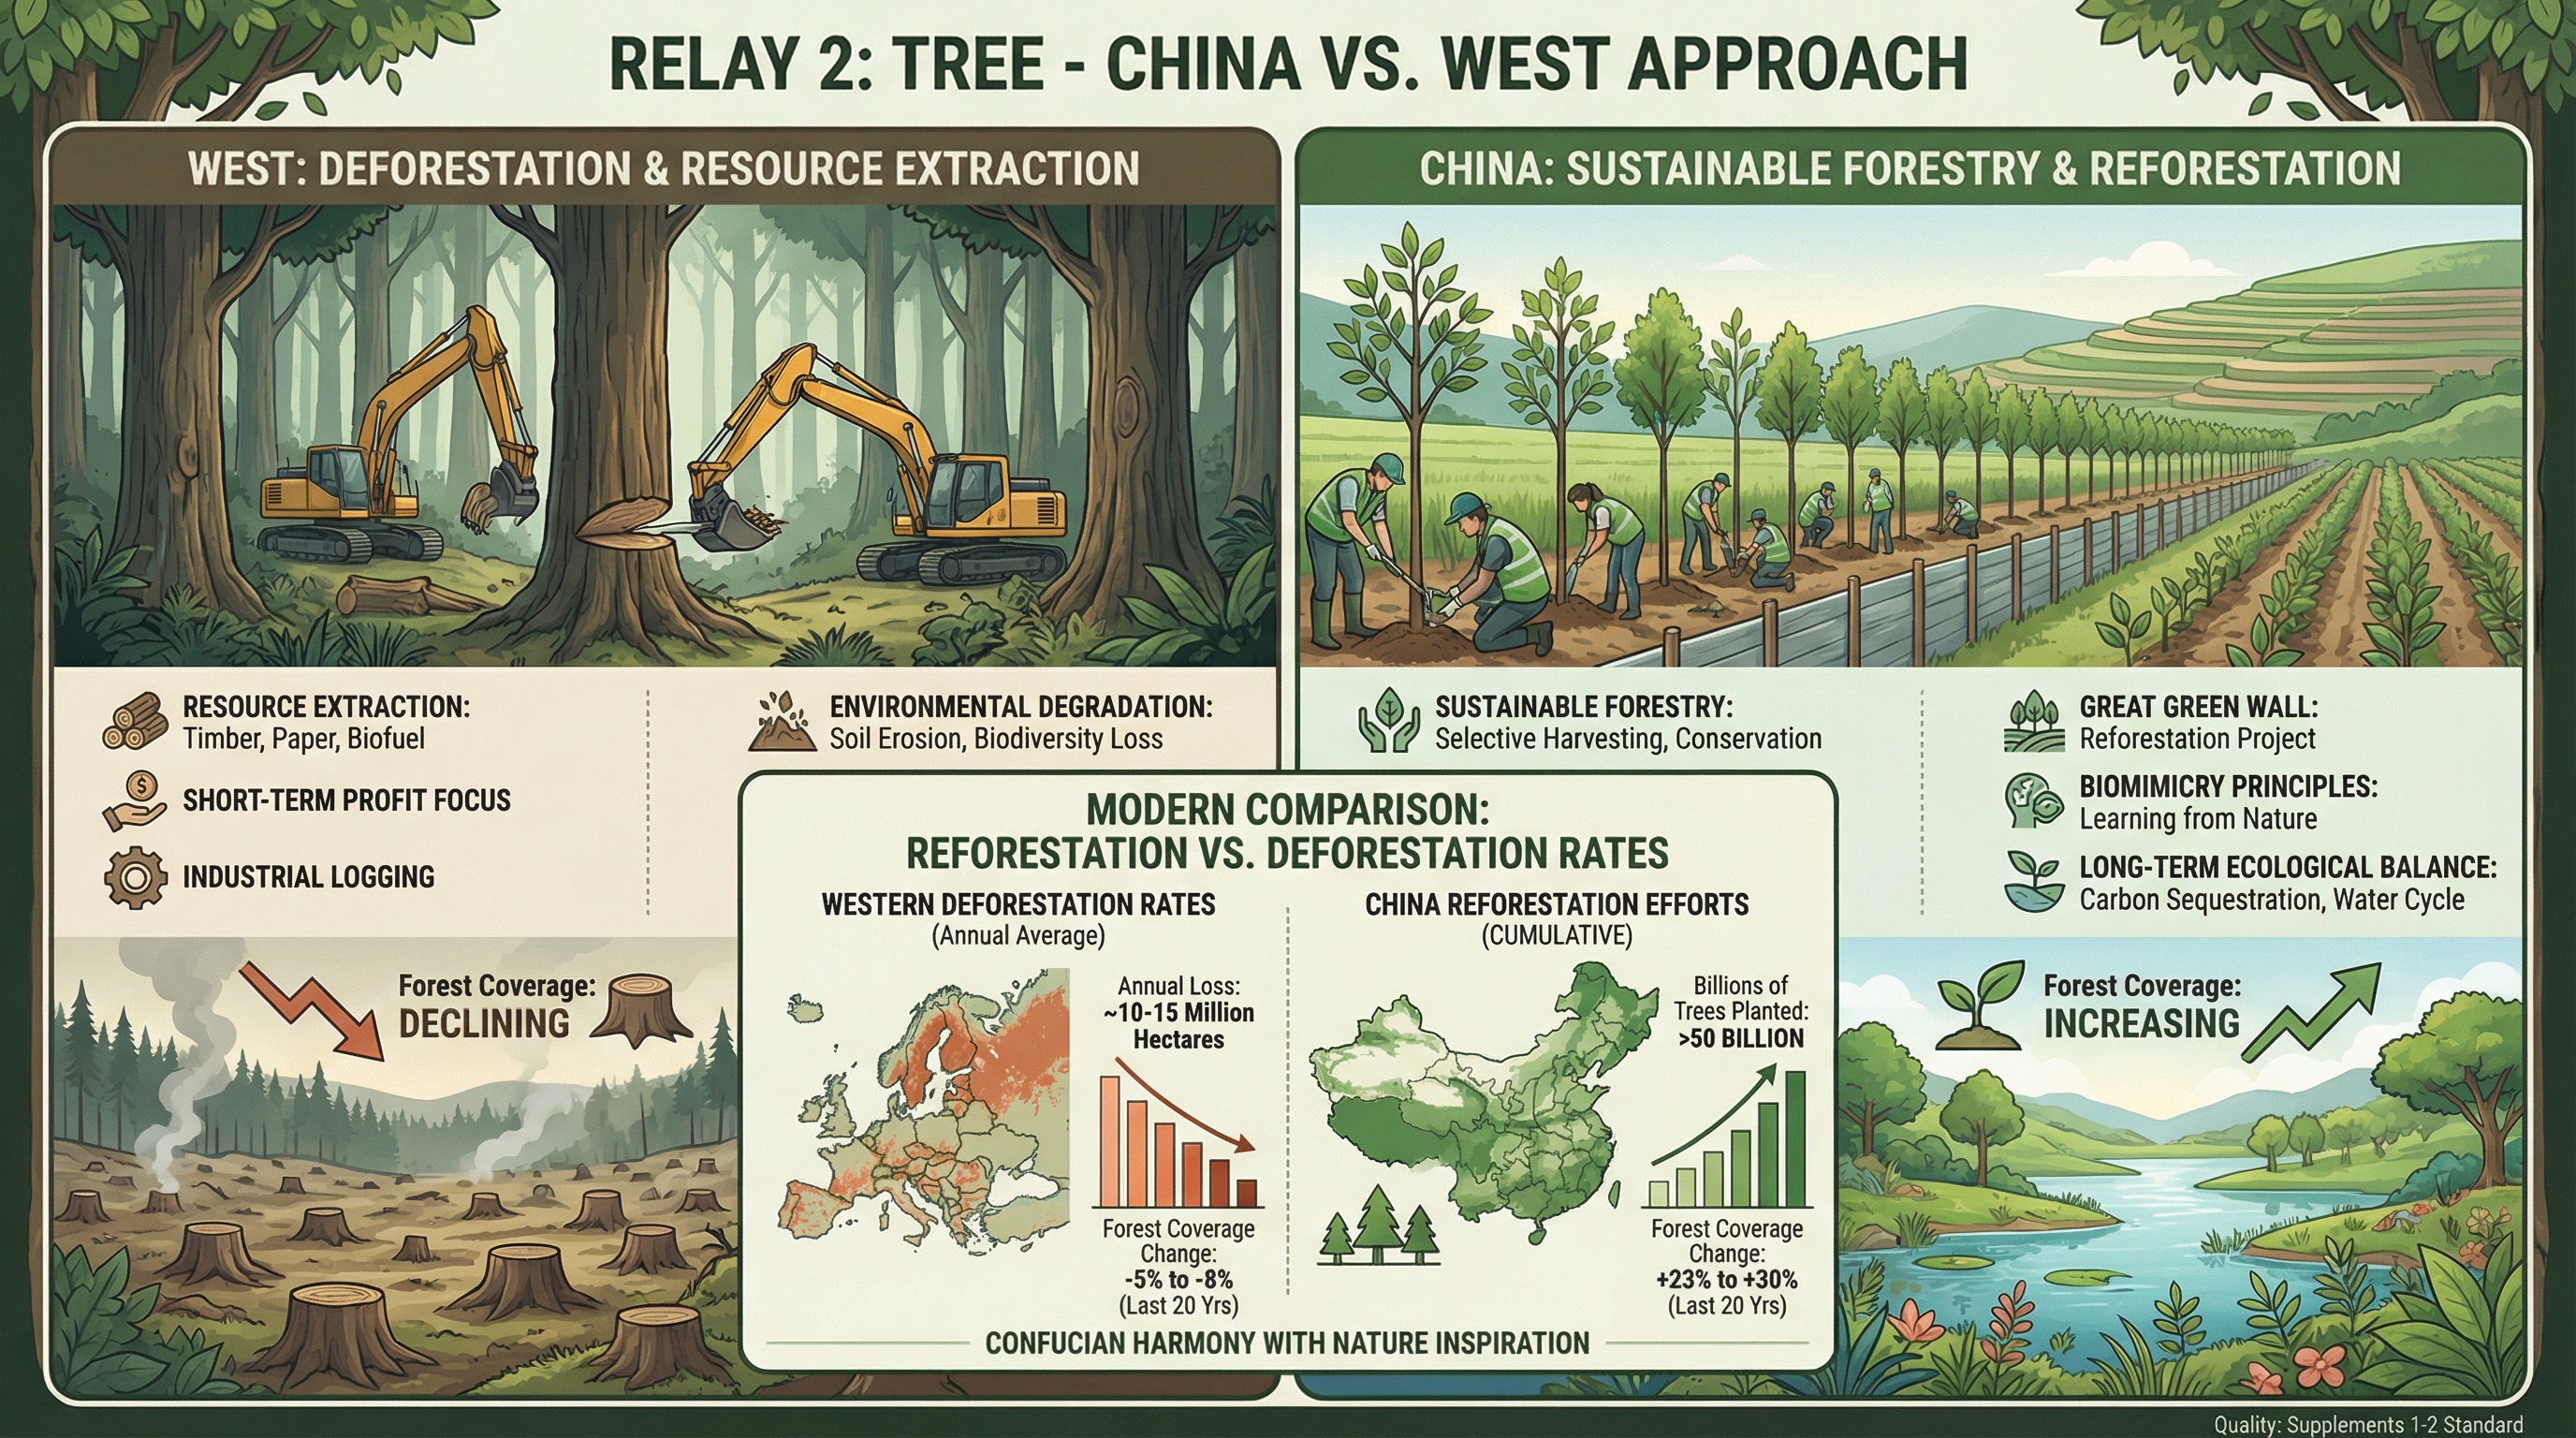 RELAY 2: TREE - CHINA VS. WEST APPROACH
WEST: DEFORESTATION & RESOURCE EXTRACTION
RESOURCE EXTRACTION:
Timber, Paper, Biofuel
$
SHORT-TERM PROFIT FOCUS
INDUSTRIAL LOGGING
ENVIRONMENTAL DEGRADATION:
Soil Erosion, Biodiversity Loss
Forest Coverage:
DECLINING
CHINA: SUSTAINABLE FORESTRY & REFORESTATION
SUSTAINABLE FORESTRY:
Selective Harvesting, Conservation
GREAT GREEN WALL:
Reforestation Project
BIOMIMICRY PRINCIPLES:
Learning from Nature
LONG-TERM ECOLOGICAL BALANCE:
Carbon Sequestration, Water Cycle
Forest Coverage:
INCREASING
MODERN COMPARISON:
REFORESTATION VS. DEFORESTATION RATES
WESTERN DEFORESTATION RATES
(Annual Average)
Annual Loss:
~10-15 Million
Hectares
Forest Coverage
Change:
-5% to -8%
(Last 20 Yrs)
CHINA REFORESTATION EFFORTS
(CUMULATIVE)
Billions of
Trees Planted:
>50 BILLION
Forest Coverage
Change:
+23% to +30%
(Last 20 Yrs)
CONFUCIAN HARMONY WITH NATURE INSPIRATION
Quality: Supplements 1-2 Standard